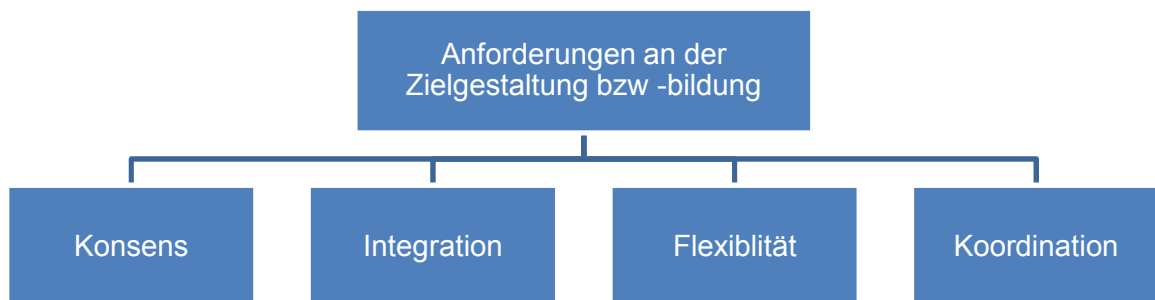 Anforderungen an der
Zielgestaltung bzw -bildung
Konsens
Integration
Flexiblität
Koordination